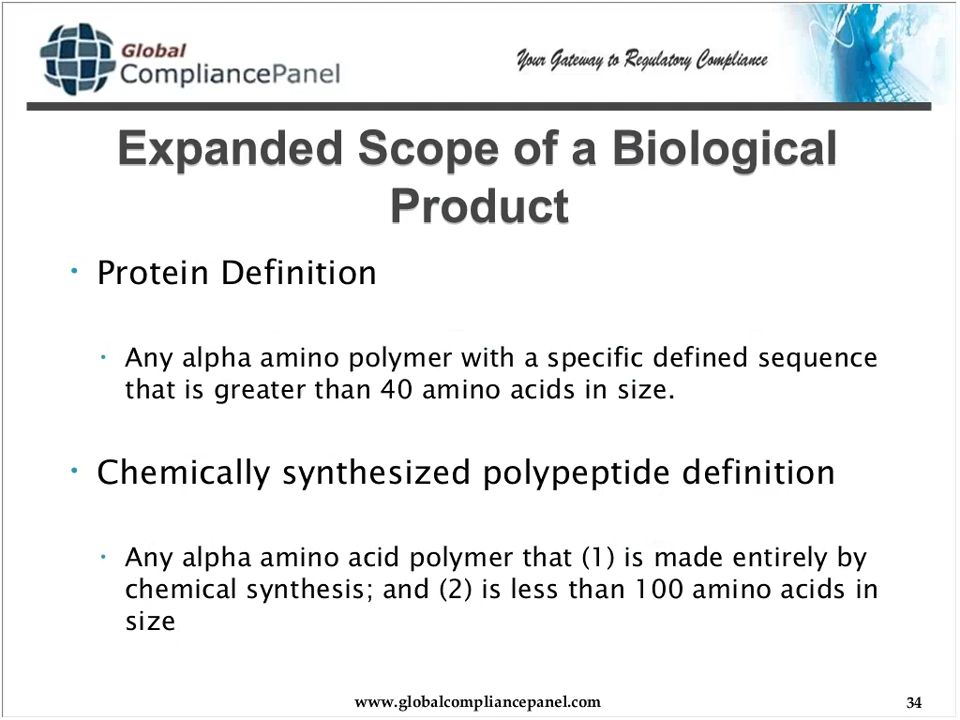 Global
CompliancePanel
Your Gateway to Regulatory Compliance
Expanded Scope of a Biological
Product
• Protein Definition
• Any alpha amino polymer with a specific defined sequence
that is greater than 40 amino acids in size.
• Chemically synthesized polypeptide definition
• Any alpha amino acid polymer that (1) is made entirely by
chemical synthesis; and (2) is less than 100 amino acids in
size
www.globalcompliancepanel.com
34